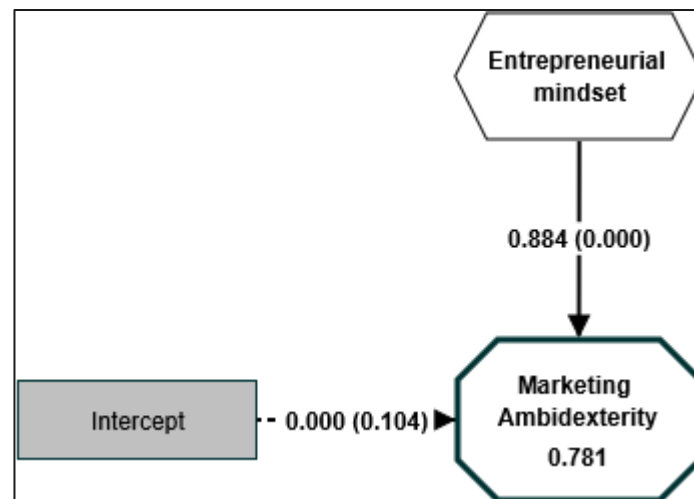 Entrepreneurial
mindset
0.884 (0.000)
Marketing
Ambidexterity
0.781
Intercept
0.000 (0.104)